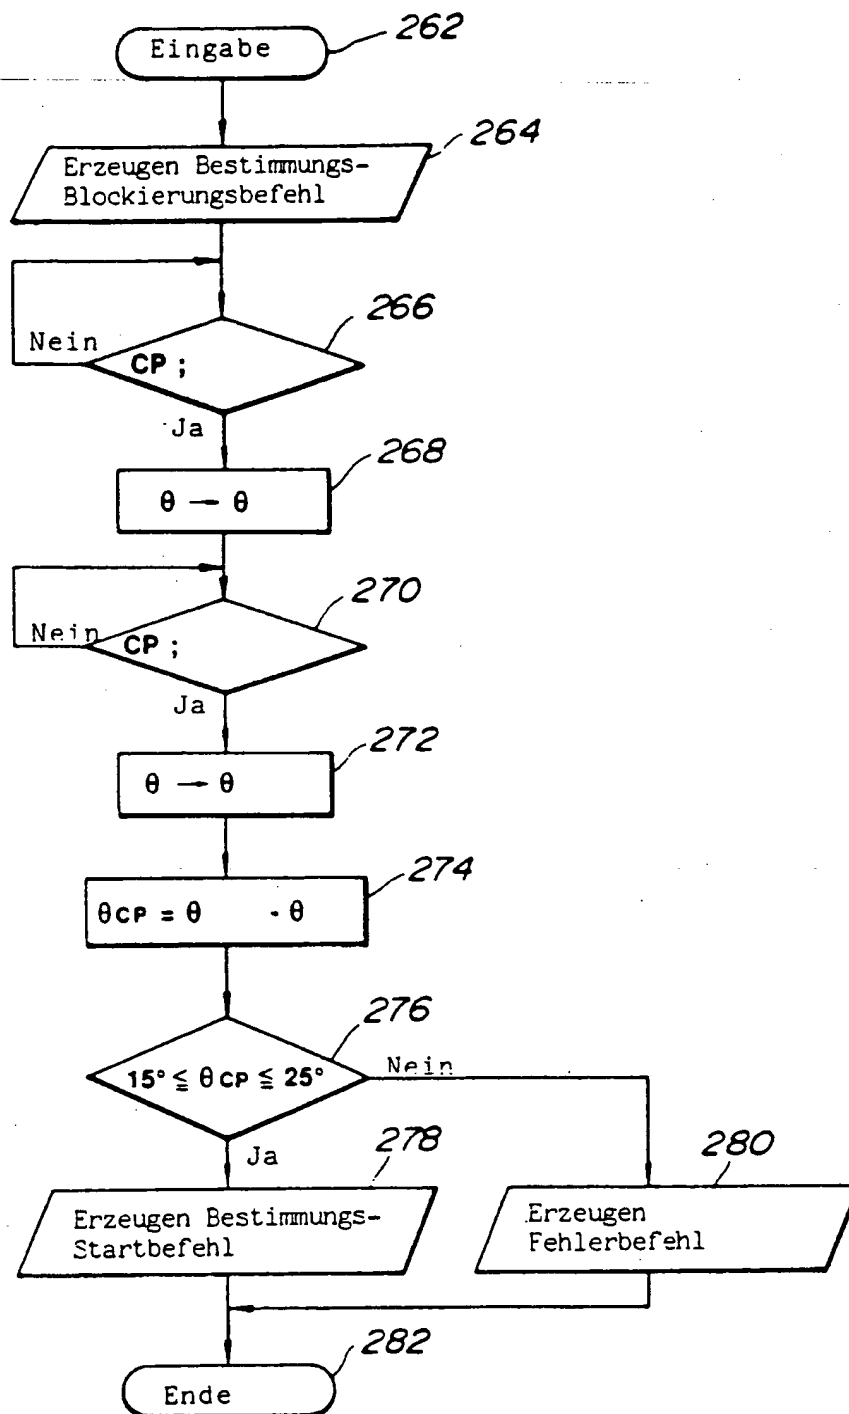 Eingabe
262
Erzeugen Bestimmungs-
Blockierungsbefehl
264
266
Nein
CP ;
Ja
268
θ → θ
270
Nein
CP ;
Ja
272
θ → θ
274
θCP = θ - θ
276
15° ≦ θCP ≦ 25°
Nein
Ja
278
Erzeugen Bestimmungs-
Startbefehl
280
Erzeugen
Fehlerbefehl
282
Ende